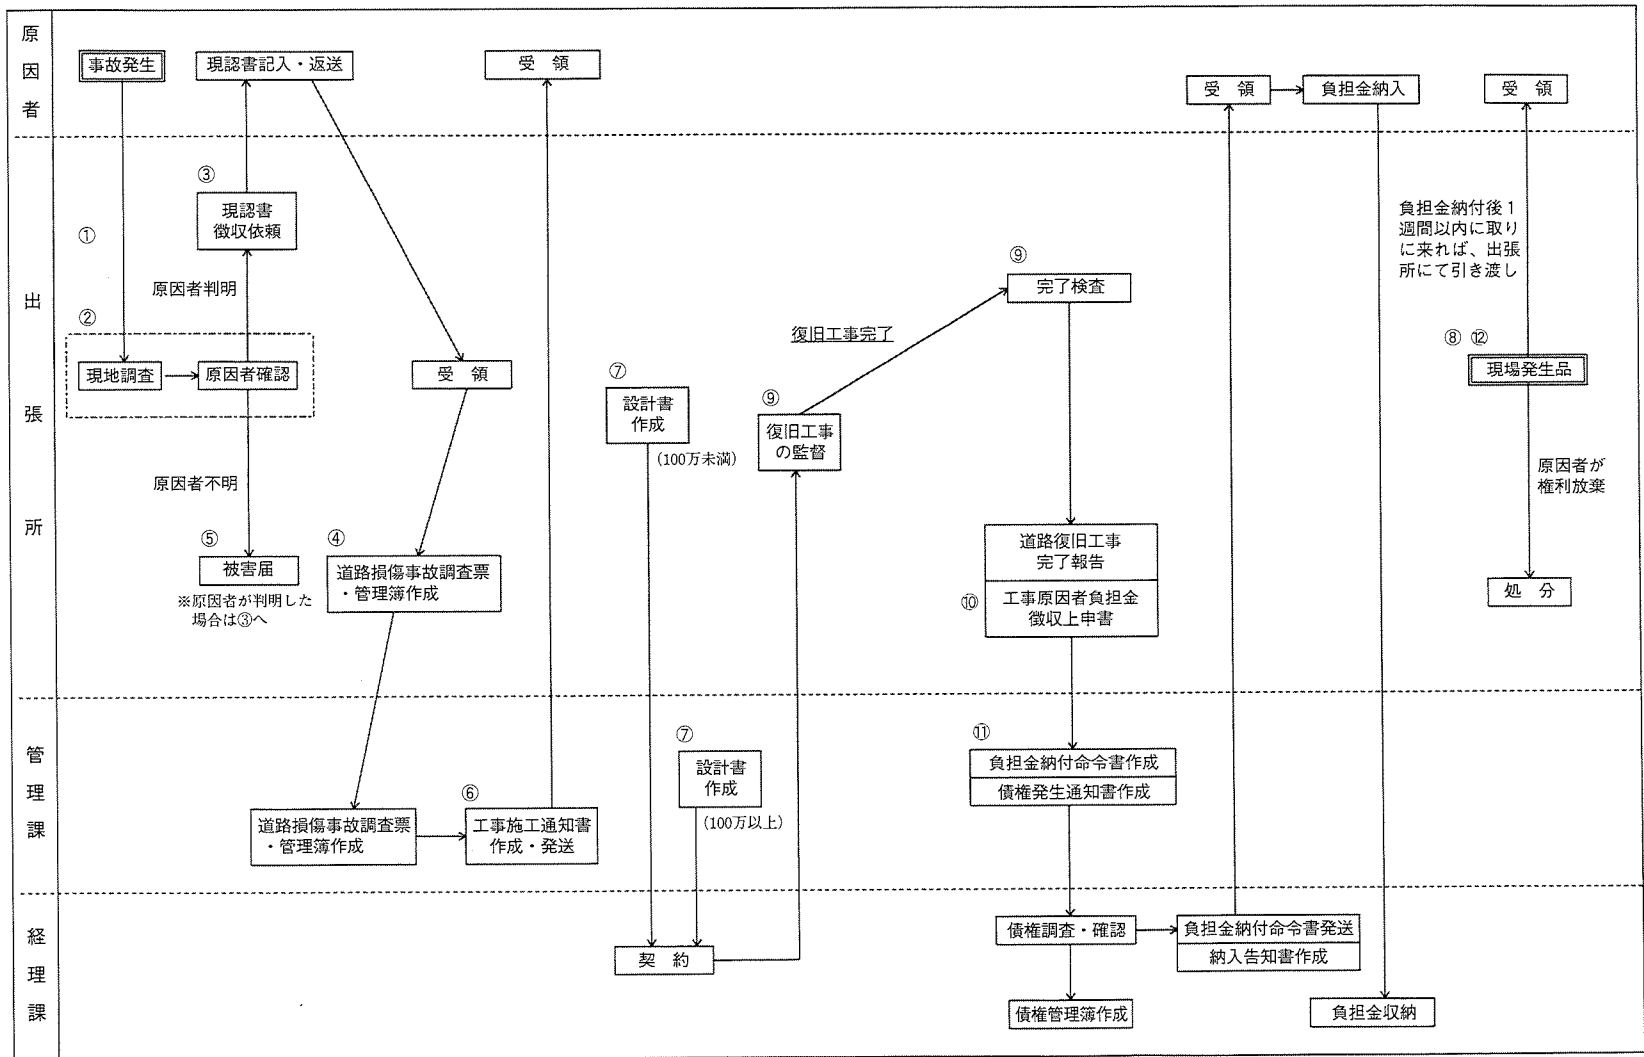 原因者
事故発生
現認書記入・返送
受　領
受　領
負担金納入
受　領
出張所
①
②
現地調査
原因者確認
原因者判明
③
現認書
徴収依頼
原因者不明
⑤
被害届
※原因者が判明した
場合は③へ
受　領
④
道路損傷事故調査票
・管理簿作成
⑦
設計書
作成
(100万未満)
⑨
復旧工事
の監督
復旧工事完了
⑨
完了検査
道路復旧工事
完了報告
⑩
工事原因者負担金
徴収上申書
負担金納付後1
週間以内に取り
に来れば、出張
所にて引き渡し
⑧ ⑫
現場発生品
原因者が
権利放棄
処　分
管理課
道路損傷事故調査票
・管理簿作成
⑥
工事施工通知書
作成・発送
⑦
設計書
作成
(100万以上)
⑪
負担金納付命令書作成
債権発生通知書作成
経理課
契　約
債権調査・確認
負担金納付命令書発送
納入告知書作成
債権管理簿作成
負担金収納